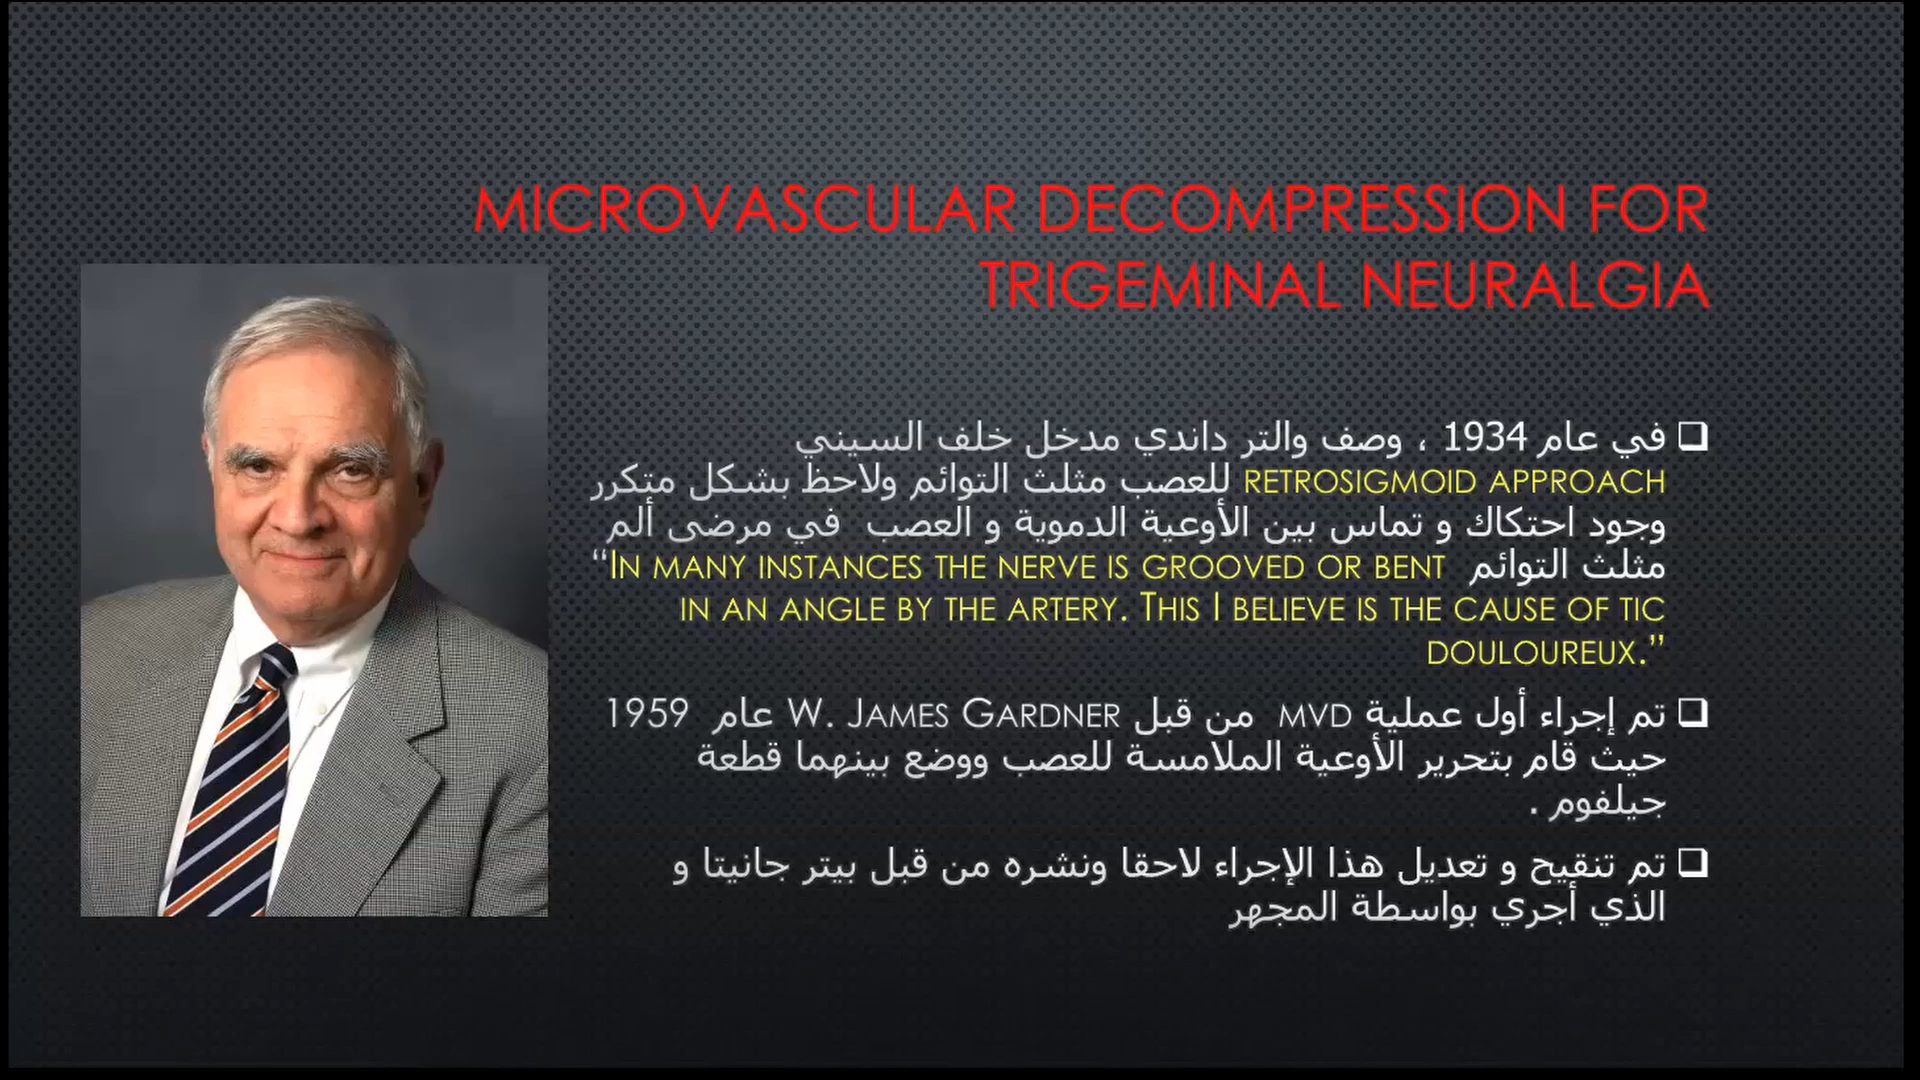 MICROVASCULAR DECOMPRESSION FOR
TRIGEMINAL NEURALGIA
في عام 1934 ، وصف والتر داندي مدخل خلف السيني
RETROSIGMOID APPROACH للعصب مثلث التوائم ولاحظ بشكل متكرر
وجود احتكاك و تماس بين الأوعية الدموية و العصب في مرضى ألم
مثلث التوائم “IN MANY INSTANCES THE NERVE IS GROOVED OR BENT
IN AN ANGLE BY THE ARTERY. THIS I BELIEVE IS THE CAUSE OF TIC
DOULOUREUX.”
تم إجراء أول عملية MVD من قبل W. JAMES GARDNER عام 1959
حيث قام بتحرير الأوعية الملامسة للعصب ووضع بينهما قطعة
جيلفوم .
تم تنقيح و تعديل هذا الإجراء لاحقا ونشره من قبل بيتر جانيتا و
الذي أجري بواسطة المجهر